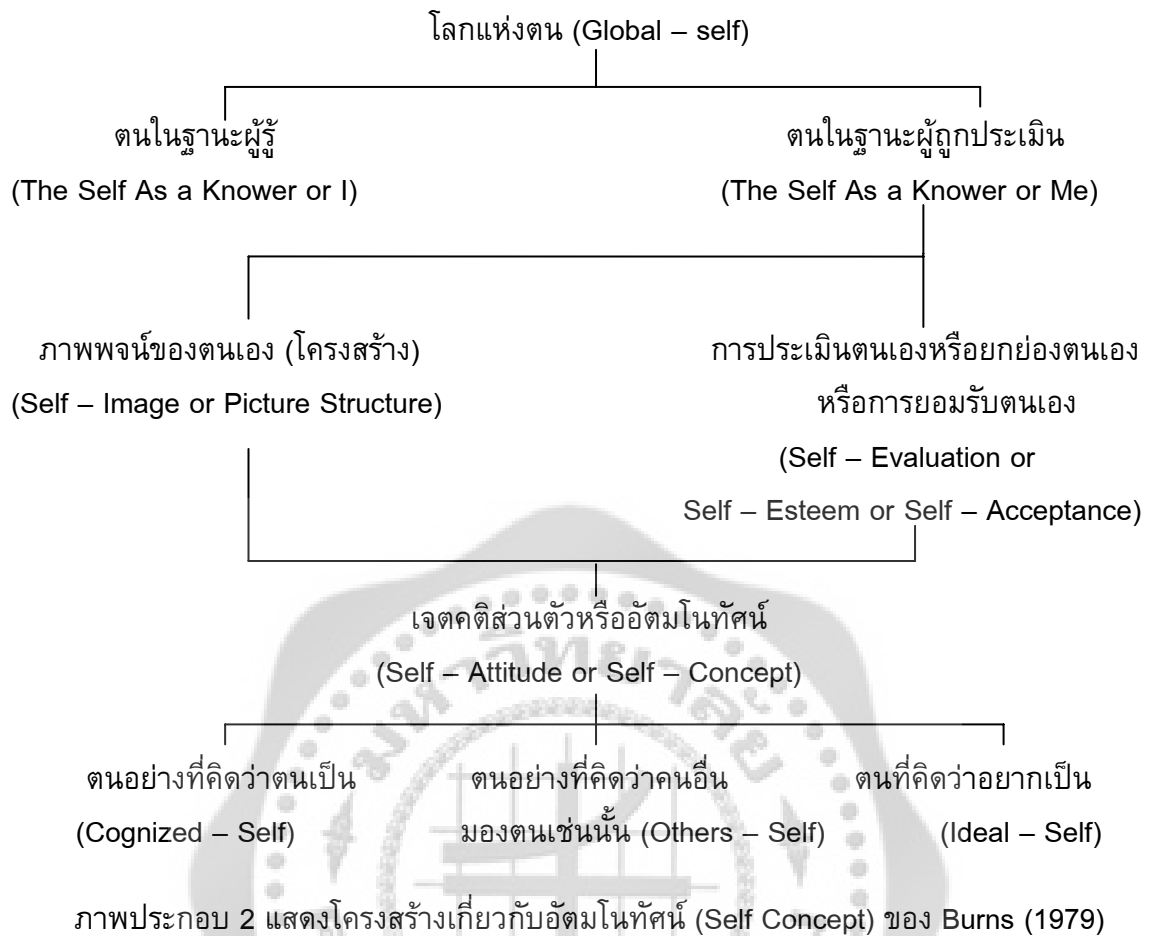 โลกแห่งตน (Global – self)
ตนในฐานะผู้รู้
(The Self As a Knower or I)
ตนในฐานะผู้ถูกประเมิน
(The Self As a Knower or Me)
ภาพพจน์ของตนเอง (โครงสร้าง)
(Self – Image or Picture Structure)
การประเมินตนเองหรือยกย่องตนเอง
หรือการยอมรับตนเอง
(Self – Evaluation or
Self – Esteem or Self – Acceptance)
เจตคติส่วนตัวหรืออัตมโนทัศน์
(Self – Attitude or Self – Concept)
ตนอย่างที่คิดว่าตนเป็น
(Cognized – Self)
ตนอย่างที่คิดว่าคนอื่น
มองตนเช่นนั้น (Others – Self)
ตนที่คิดว่าอยากเป็น
(Ideal – Self)
ภาพประกอบ 2 แสดงโครงสร้างเกี่ยวกับอัตมโนทัศน์ (Self Concept) ของ Burns (1979)